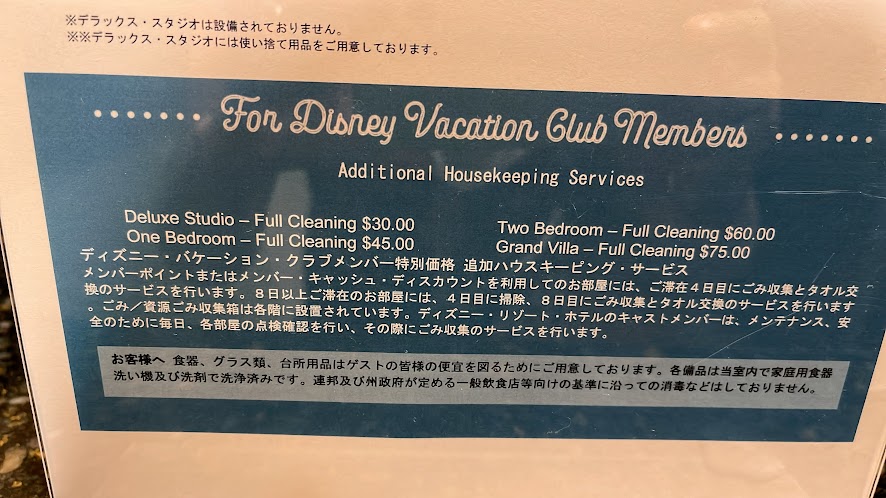 ※デラックス・スタジオは設備されておりません。
※※デラックス・スタジオには使い捨て用品をご用意しております。
For Disney Vacation Club Members
Additional Housekeeping Services
Deluxe Studio – Full Cleaning $30.00
One Bedroom – Full Cleaning $45.00
Two Bedroom – Full Cleaning $60.00
Grand Villa – Full Cleaning $75.00
ディズニー・バケーション・クラブメンバー特別価格 追加ハウスキーピング・サービス
メンバーポイントまたはメンバー・キャッシュ・ディスカウントを利用してのお部屋には、ご滞在４日目にごみ収集とタオル交
換のサービスを行います。８日以上ご滞在のお部屋には、４日目に掃除、８日目にごみ収集とタオル交換のサービスを行います
。ごみ／資源ごみ収集箱は各階に設置されています。ディズニー・リゾート・ホテルのキャストメンバーは、メンテナンス、安
全のために毎日、各部屋の点検確認を行い、その際にごみ収集のサービスを行います。
お客様へ 食器、グラス類、台所用品はゲストの皆様の便宜を図るためにご用意しております。各備品は当室内で家庭用食器
洗い機及び洗剤で洗浄済みです。連邦及び州政府が定める一般飲食店等向けの基準に沿っての消毒などはしておりません。